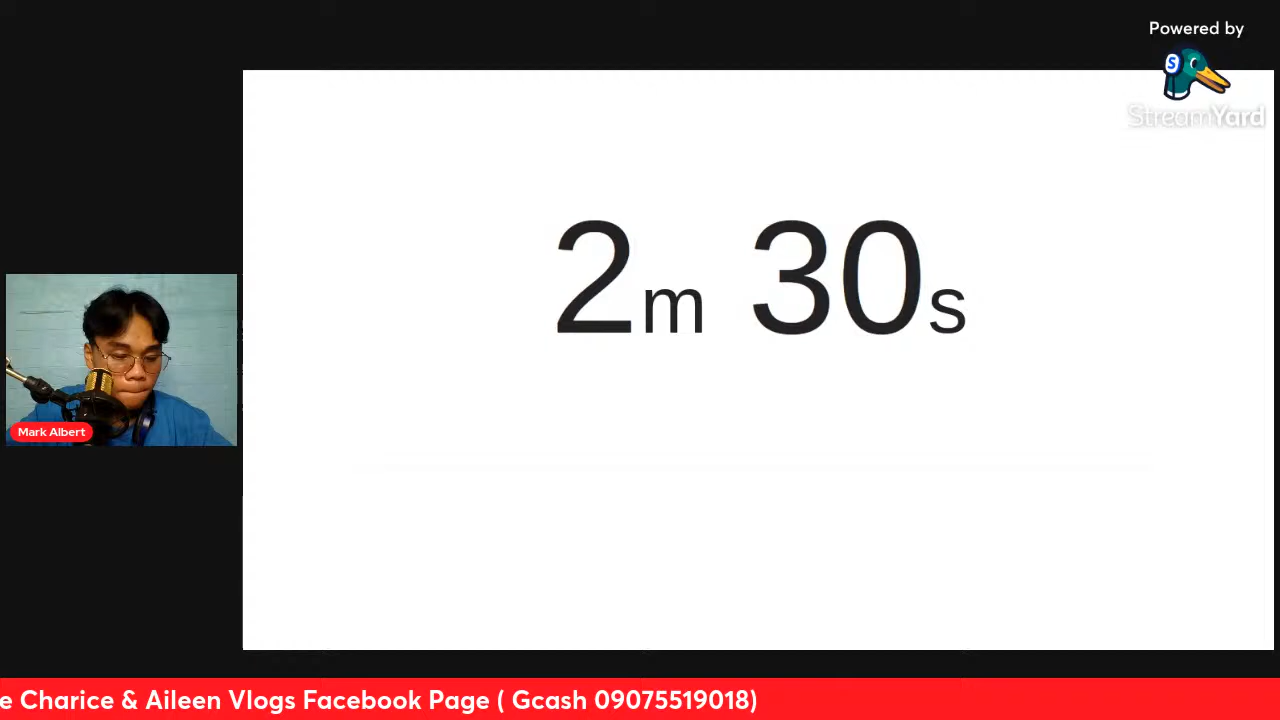 Powered by
S
StreamYard
2m 30s
Mark Albert
e Charice & Aileen Vlogs Facebook Page ( Gcash 09075519018)